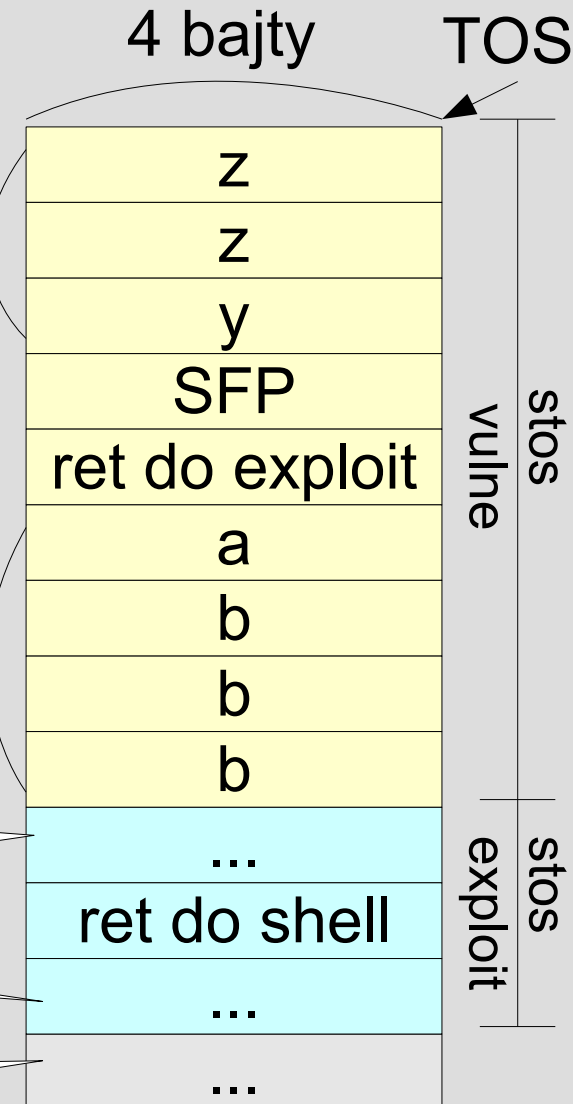 4 bajty
TOS
z
z
y
SFP
ret do exploit
a
b
b
b
...
ret do shell
...
...
stos
vulne
stos
exploit